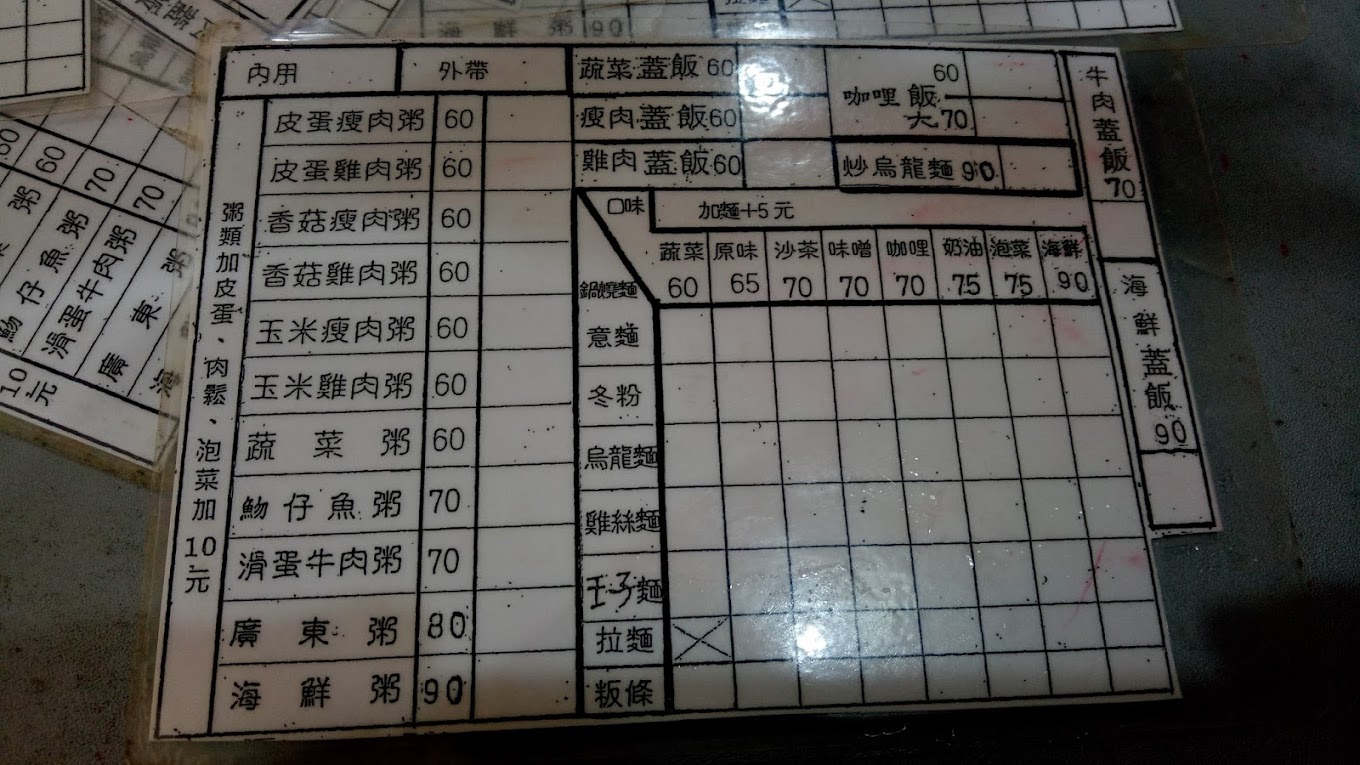 內用 外帶
粥類加皮蛋、肉鬆、泡菜加10元
皮蛋瘦肉粥 60
皮蛋雞肉粥 60
香菇瘦肉粥 60
香菇雞肉粥 60
玉米瘦肉粥 60
玉米雞肉粥 60
蔬菜粥 60
魩仔魚粥 70
滑蛋牛肉粥 70
廣東粥 80
海鮮粥 90
蔬菜蓋飯 60
瘦肉蓋飯 60
雞肉蓋飯 60
咖哩飯 60
大 70
炒烏龍麵 90
口味 加麵+5元
鍋燒麵
蔬菜 原味 沙茶 味噌 咖哩 奶油 泡菜 海鮮
60 65 70 70 70 75 75 90
意麵
冬粉
烏龍麵
雞絲麵
王子麵
拉麵
粄條
牛肉蓋飯 70
海鮮蓋飯 90
海鮮粥 90
拉麵
粥
60
魩仔魚粥 70
滑蛋牛肉粥 70
廣東粥
海
10元